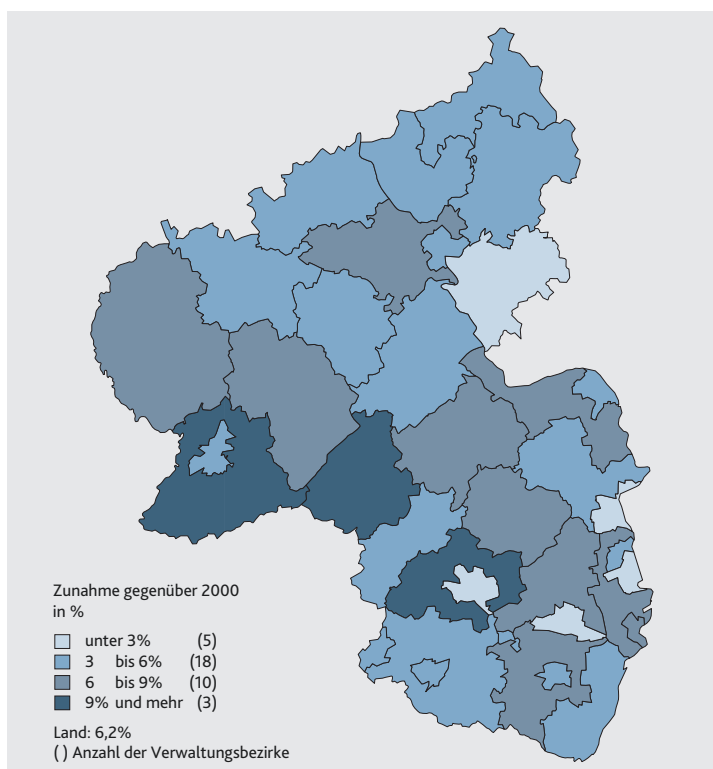 Zunahme gegenüber 2000
in %
unter 3% (5)
3 bis 6% (18)
6 bis 9% (10)
9% und mehr (3)
Land: 6,2%
( ) Anzahl der Verwaltungsbezirke